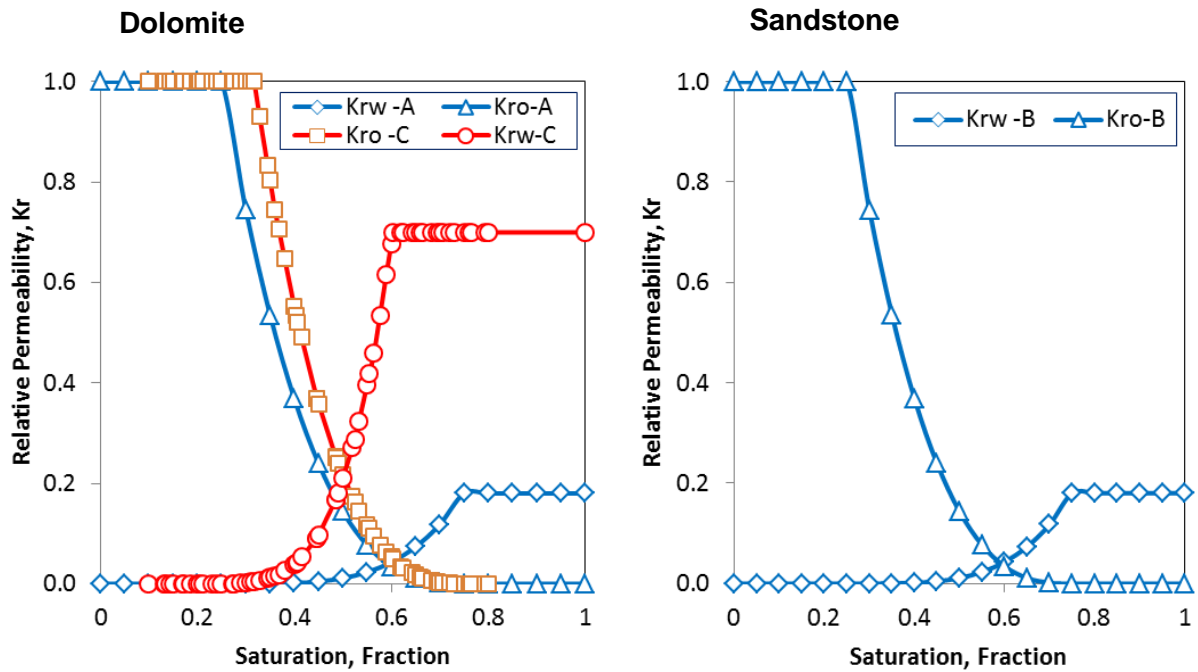 Dolomite
Relative Permeability, Kr
1.0
0.8
0.6
0.4
0.2
0.0
Krw -A
Kro-A
Kro -C
Krw-C
0
0.2
0.4
0.6
0.8
1
Saturation, Fraction
Sandstone
Relative Permeability, Kr
1.0
0.8
0.6
0.4
0.2
0.0
Krw -B
Kro-B
0
0.2
0.4
0.6
0.8
1
Saturation, Fraction